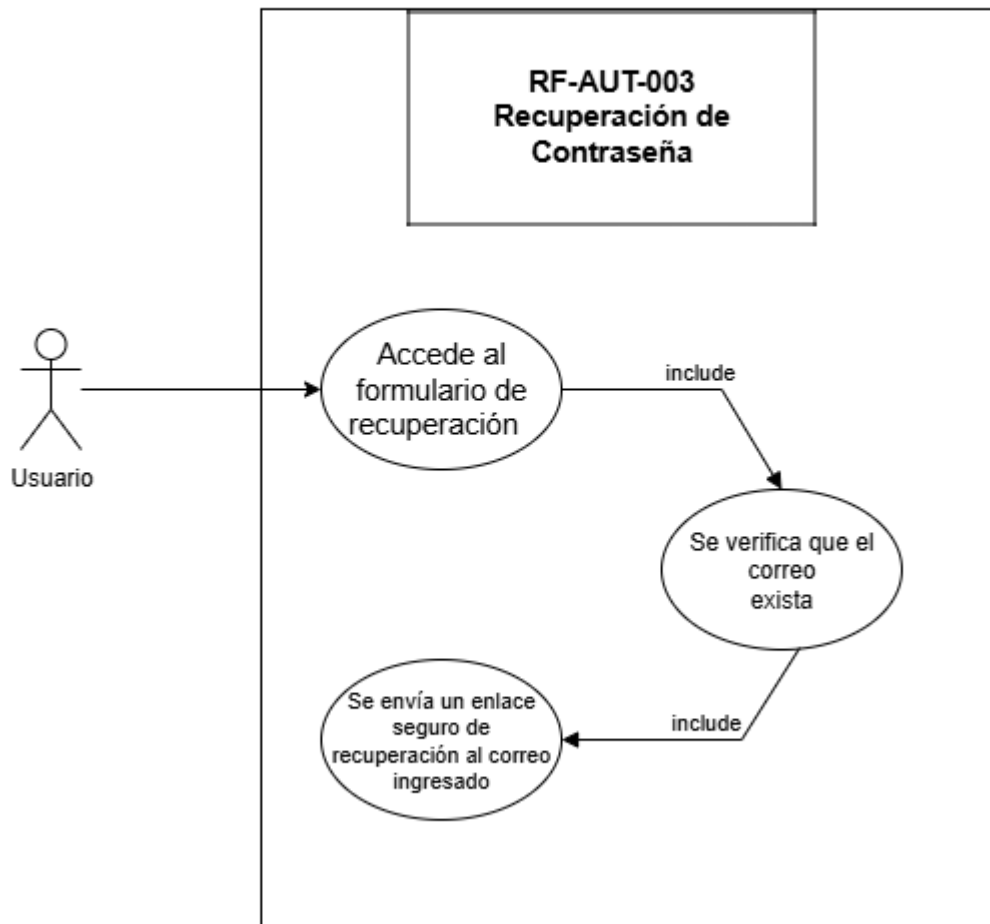 RF-AUT-003
Recuperación de
Contraseña
Accede al
formulario de
recuperación
include
Usuario
Se verifica que el
correo
exista
Se envía un enlace
seguro de
recuperación al correo
ingresado
include